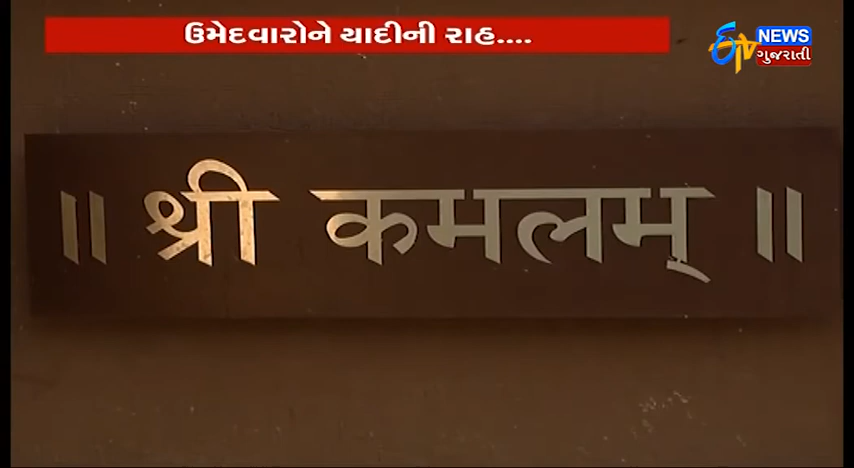 ઉમેદવારોને યાદીની રાહ....
ETV NEWS
ગુજરાતી
॥ श्री कमलम् ॥